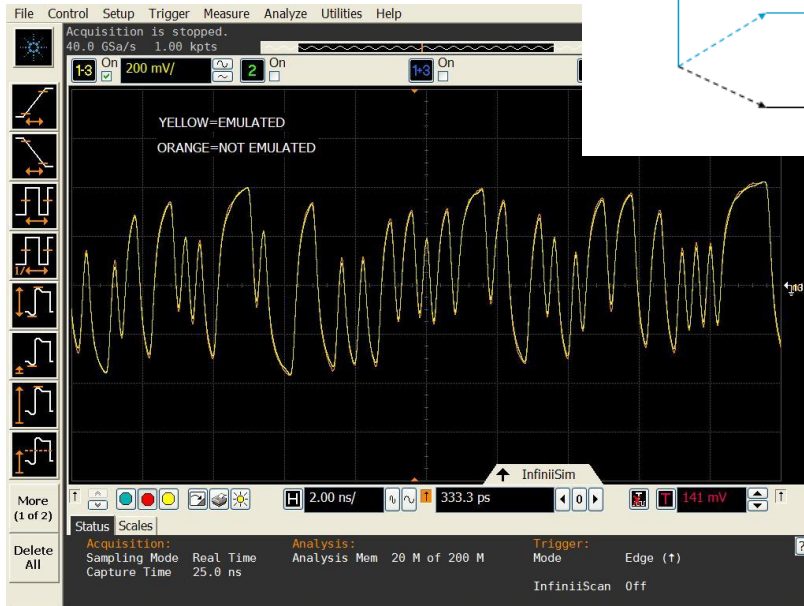 File Control Setup Trigger Measure Analyze Utilities Help
Acquisition is stopped.
40.0 GSa/s 1.00 kpts
1-3 On 200 mV/ 2 On 1+3 On
YELLOW=EMULATED
ORANGE=NOT EMULATED
1/
InfiniiSim
More
(1 of 2)
Delete
All
H 2.00 ns/ 333.3 ps 0 T 141 mV
Status Scales
Acquisition:
Sampling Mode Real Time
Capture Time 25.0 ns
Analysis:
Analysis Mem 20 M of 200 M
Trigger:
Mode Edge (↑)
InfiniiScan Off
?